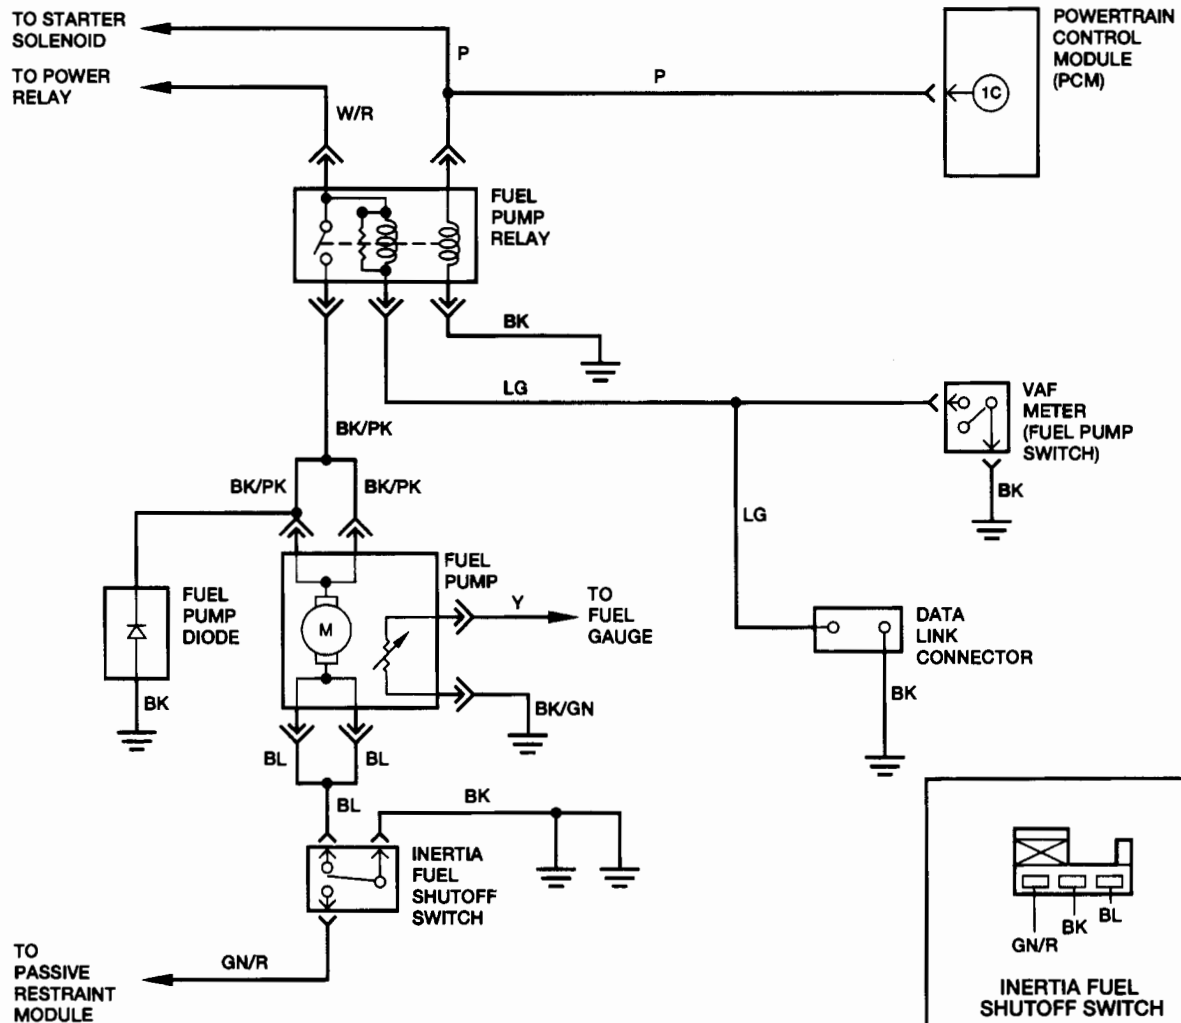 TO STARTER
SOLENOID
P
P
POWERTRAIN
CONTROL
MODULE
(PCM)
1C
TO POWER
RELAY
W/R
FUEL
PUMP
RELAY
BK
LG
VAF
METER
(FUEL PUMP
SWITCH)
BK
BK/PK
BK/PK
BK/PK
LG
FUEL
PUMP
DIODE
BK
FUEL
PUMP
M
Y
TO
FUEL
GAUGE
BK/GN
DATA
LINK
CONNECTOR
BK
BL
BL
BL
BK
INERTIA
FUEL
SHUTOFF
SWITCH
GN/R
TO
PASSIVE
RESTRAINT
MODULE
GN/R
BK
BL
INERTIA FUEL
SHUTOFF SWITCH